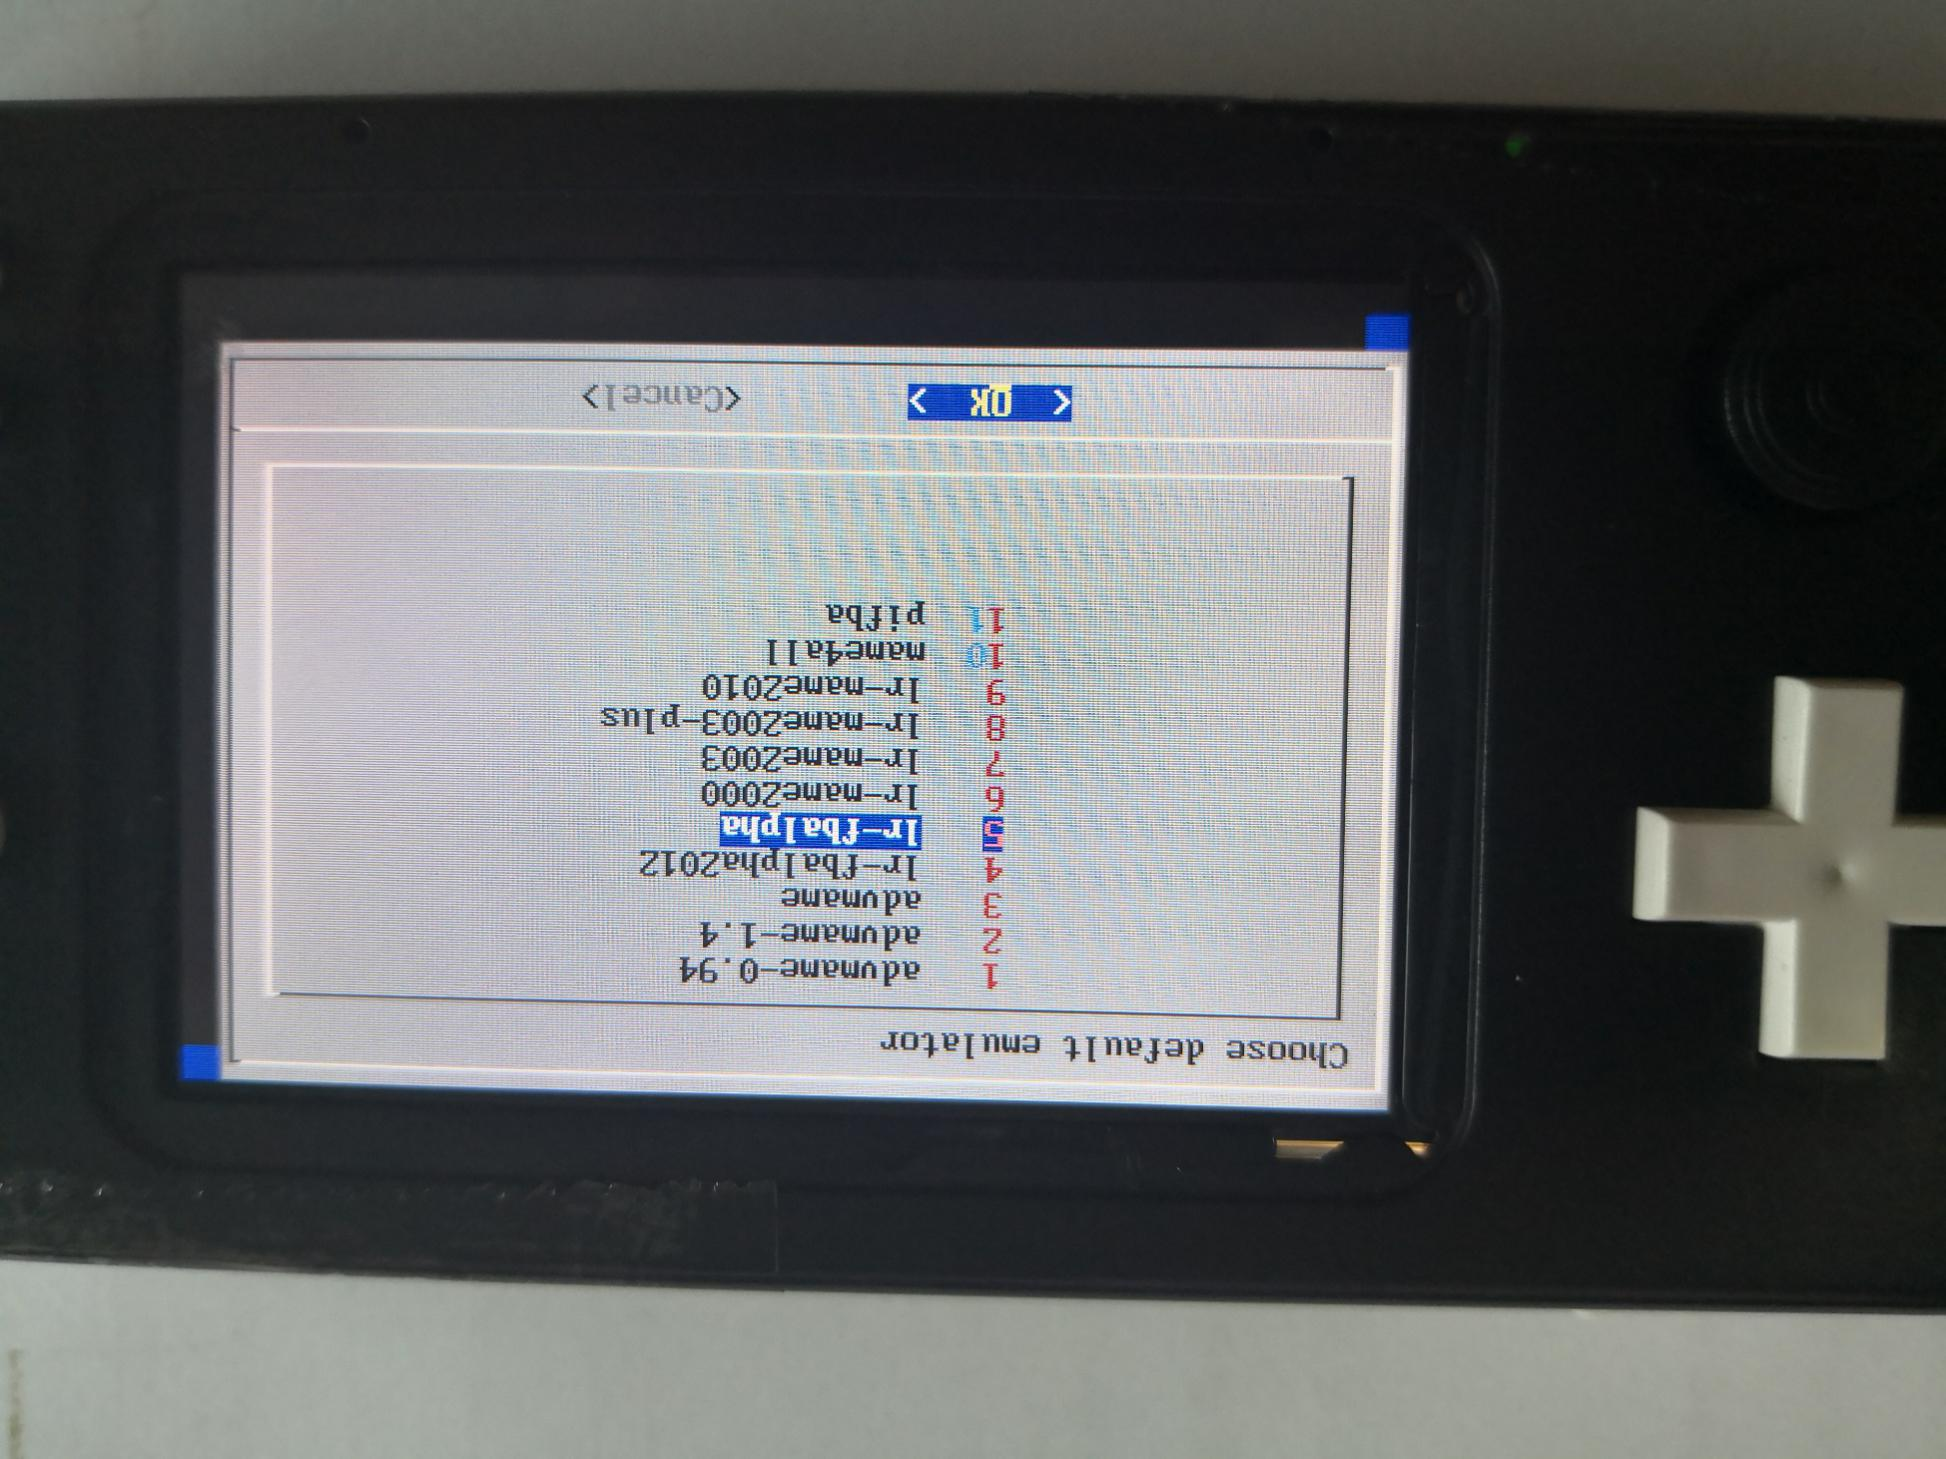 Choose default emulator
1 advmame-0.94
2 advmame-1.4
3 advmame
4 lr-fbalpha2012
5 lr-fbalpha
6 lr-mame2000
7 lr-mame2003
8 lr-mame2003-plus
9 lr-mame2010
10 mame4all
11 pifba
< OK > <Cancel>